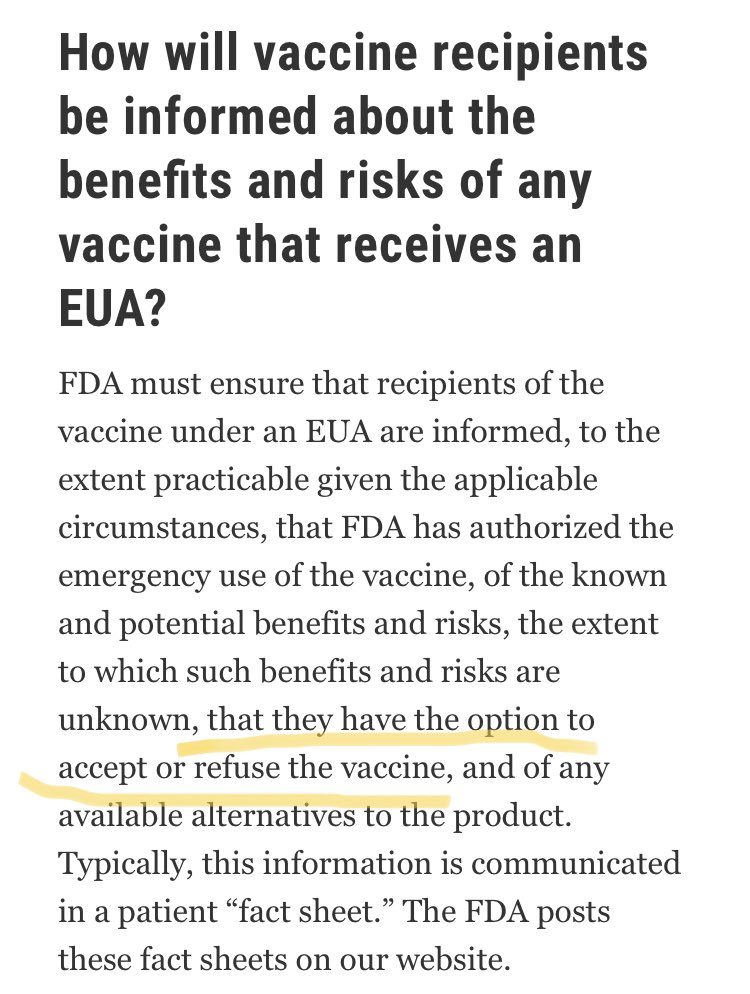 How will vaccine recipients
be informed about the
benefits and risks of any
vaccine that receives an
EUA?
FDA must ensure that recipients of the
vaccine under an EUA are informed, to the
extent practicable given the applicable
circumstances, that FDA has authorized the
emergency use of the vaccine, of the known
and potential benefits and risks, the extent
to which such benefits and risks are
unknown, that they have the option to
accept or refuse the vaccine, and of any
available alternatives to the product.
Typically, this information is communicated
in a patient “fact sheet.” The FDA posts
these fact sheets on our website.